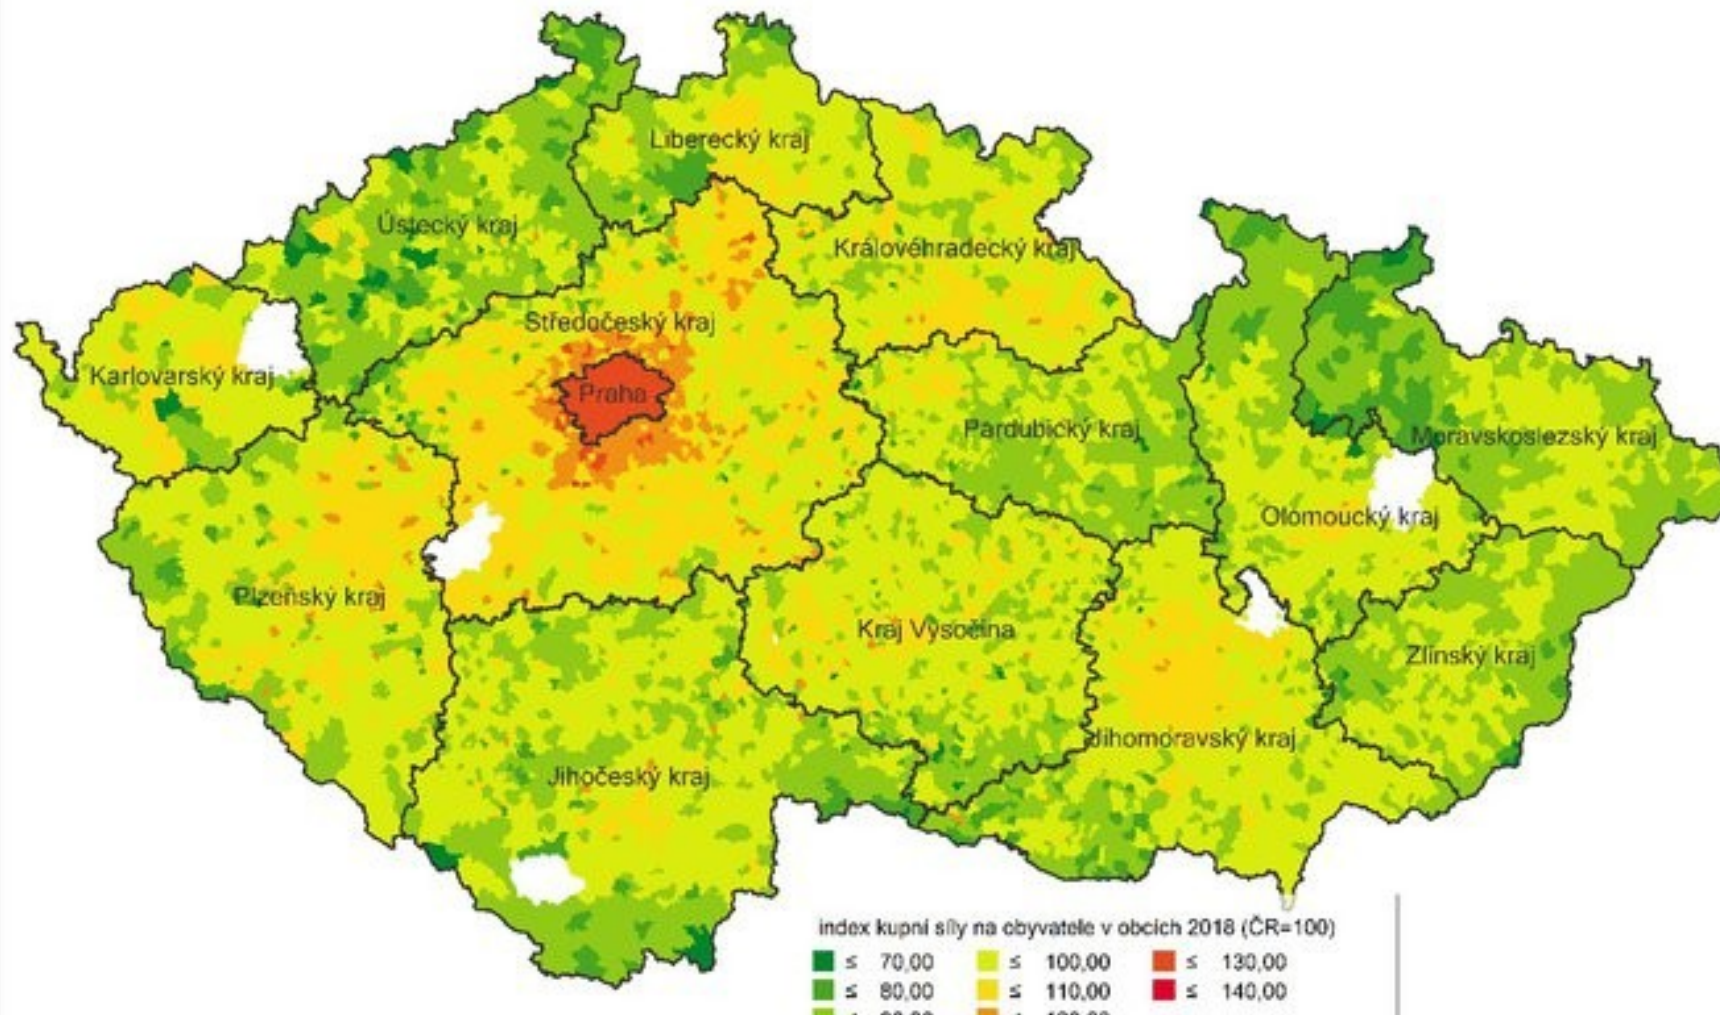 Liberecký kraj
Ústecký kraj
Královéhradecký kraj
Středočeský kraj
Karlovarský kraj
Praha
Pardubický kraj
Moravskoslezský kraj
Olomoucký kraj
Plzeňský kraj
Kraj Vysočina
Zlínský kraj
Jihomoravský kraj
Jihočeský kraj
index kupní síly na obyvatele v obcích 2018 (ČR=100)
≤ 70,00 ≤ 100,00 ≤ 130,00
≤ 80,00 ≤ 110,00 ≤ 140,00